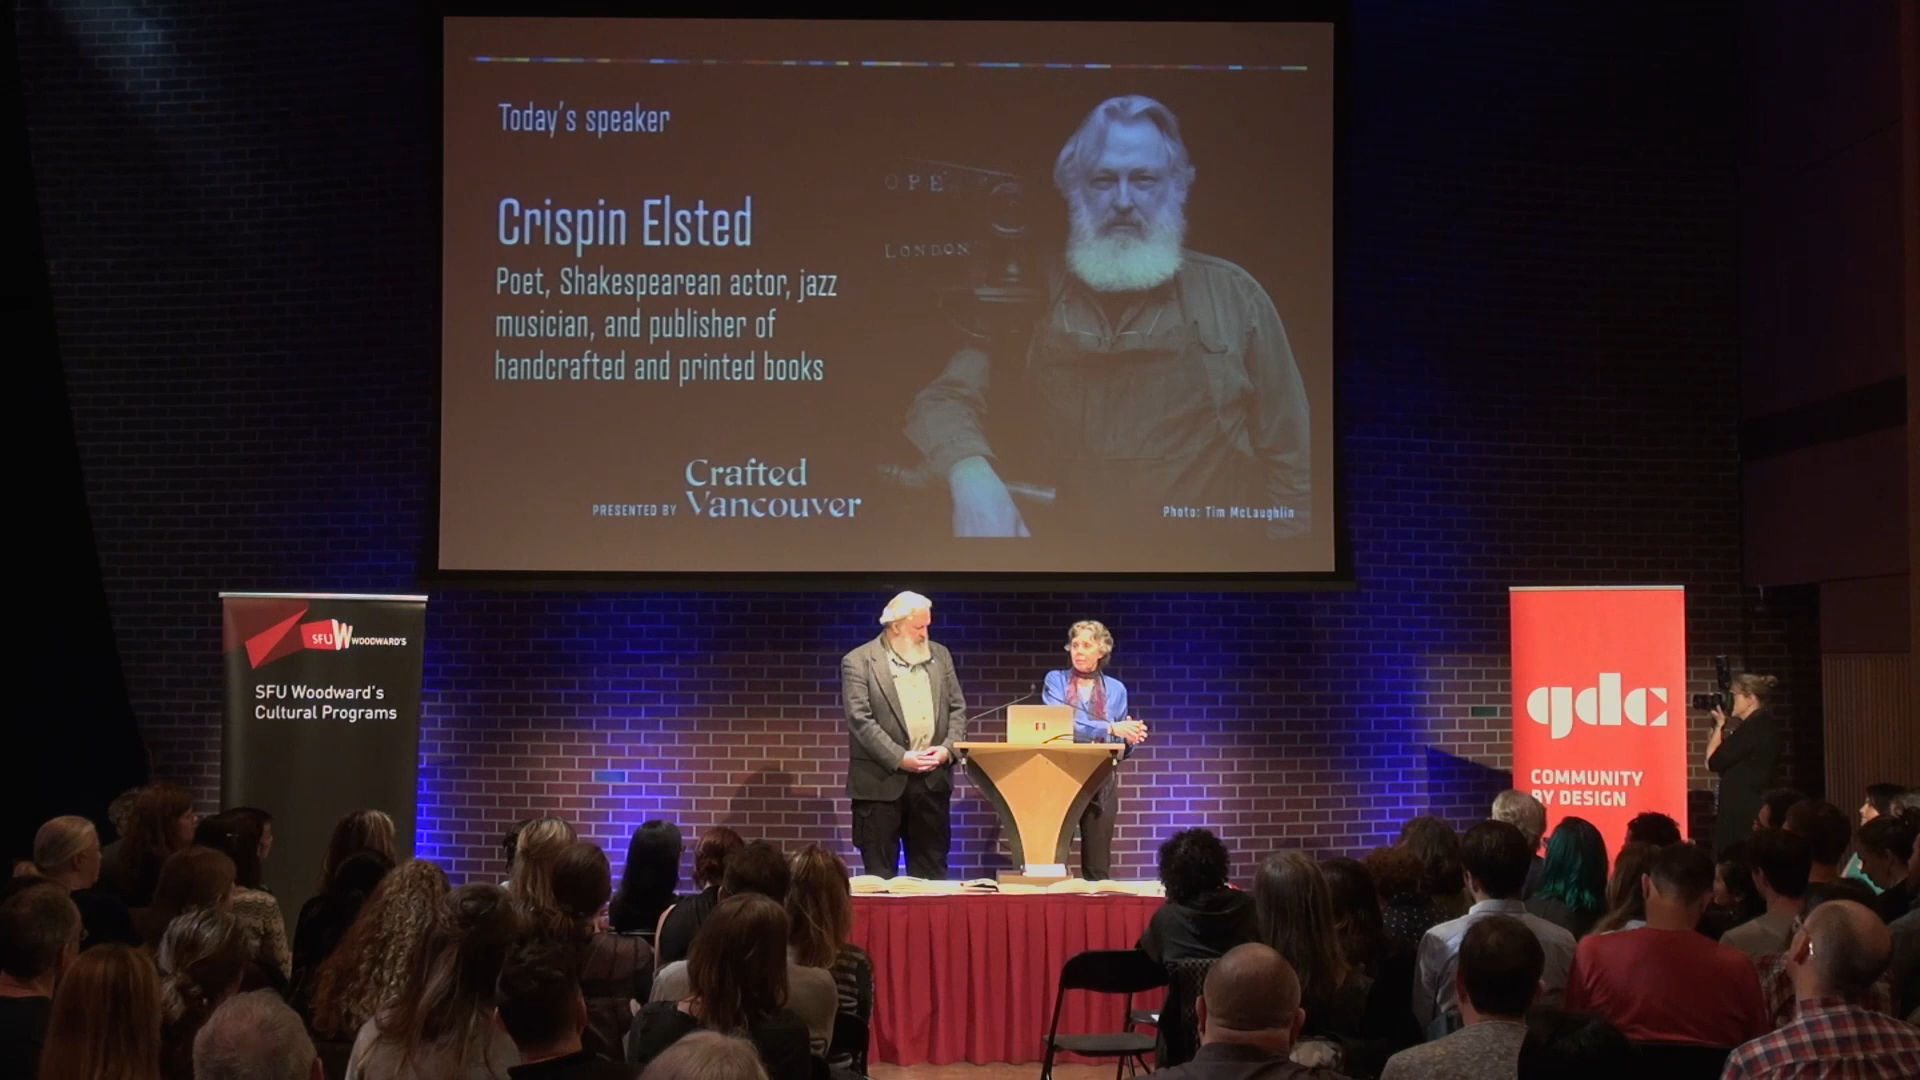 Today's speaker
Crispin Elsted
Poet, Shakespearean actor, jazz
musician, and publisher of
handcrafted and printed books
OPE
LONDON
PRESENTED BY Crafted
Vancouver
Photo: Tim McLaughlin
SFU W WOODWARD'S
SFU Woodward's
Cultural Programs
gdc
COMMUNITY
BY DESIGN